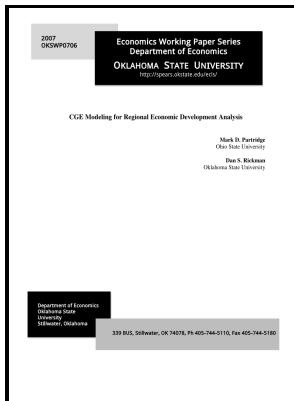 2007
OKSWP0706
Economics Working Paper Series
Department of Economics
OKLAHOMA STATE UNIVERSITY
http://spears.okstate.edu/ecls/
CGE Modeling for Regional Economic Development Analysis
Mark D. Partridge
Ohio State University
Dan S. Rickman
Oklahoma State University
Department of Economics
Oklahoma State
University
Stillwater, Oklahoma
339 BUS, Stillwater, OK 74078, Ph 405-744-5110, Fax 405-744-5180